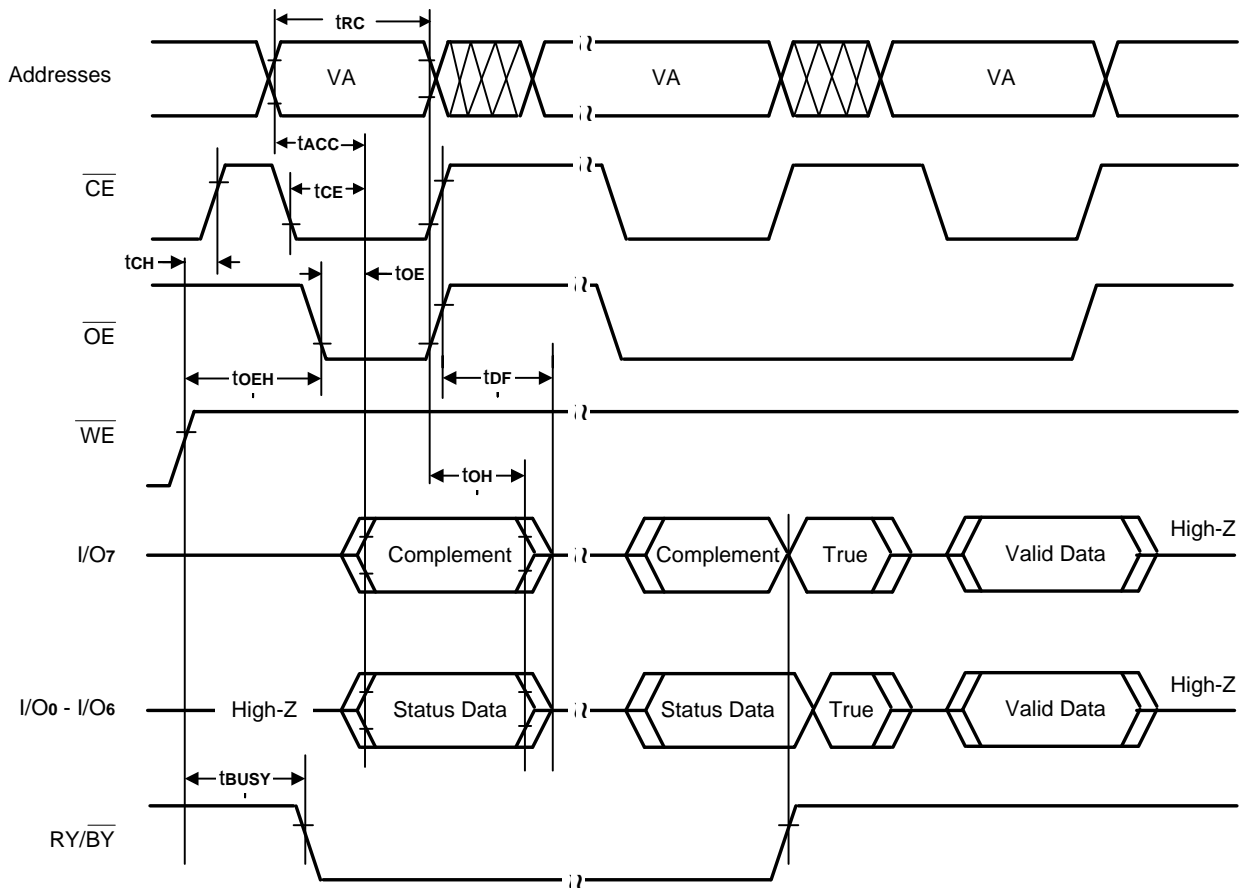 tRC
Addresses VA VA VA
tACC
CE tCE
tCH tOE
OE
tOEH tDF
WE
tOH
I/O7 Complement Complement True Valid Data High-Z
I/O0 - I/O6 High-Z Status Data Status Data True Valid Data High-Z
tBUSY
RY/BY